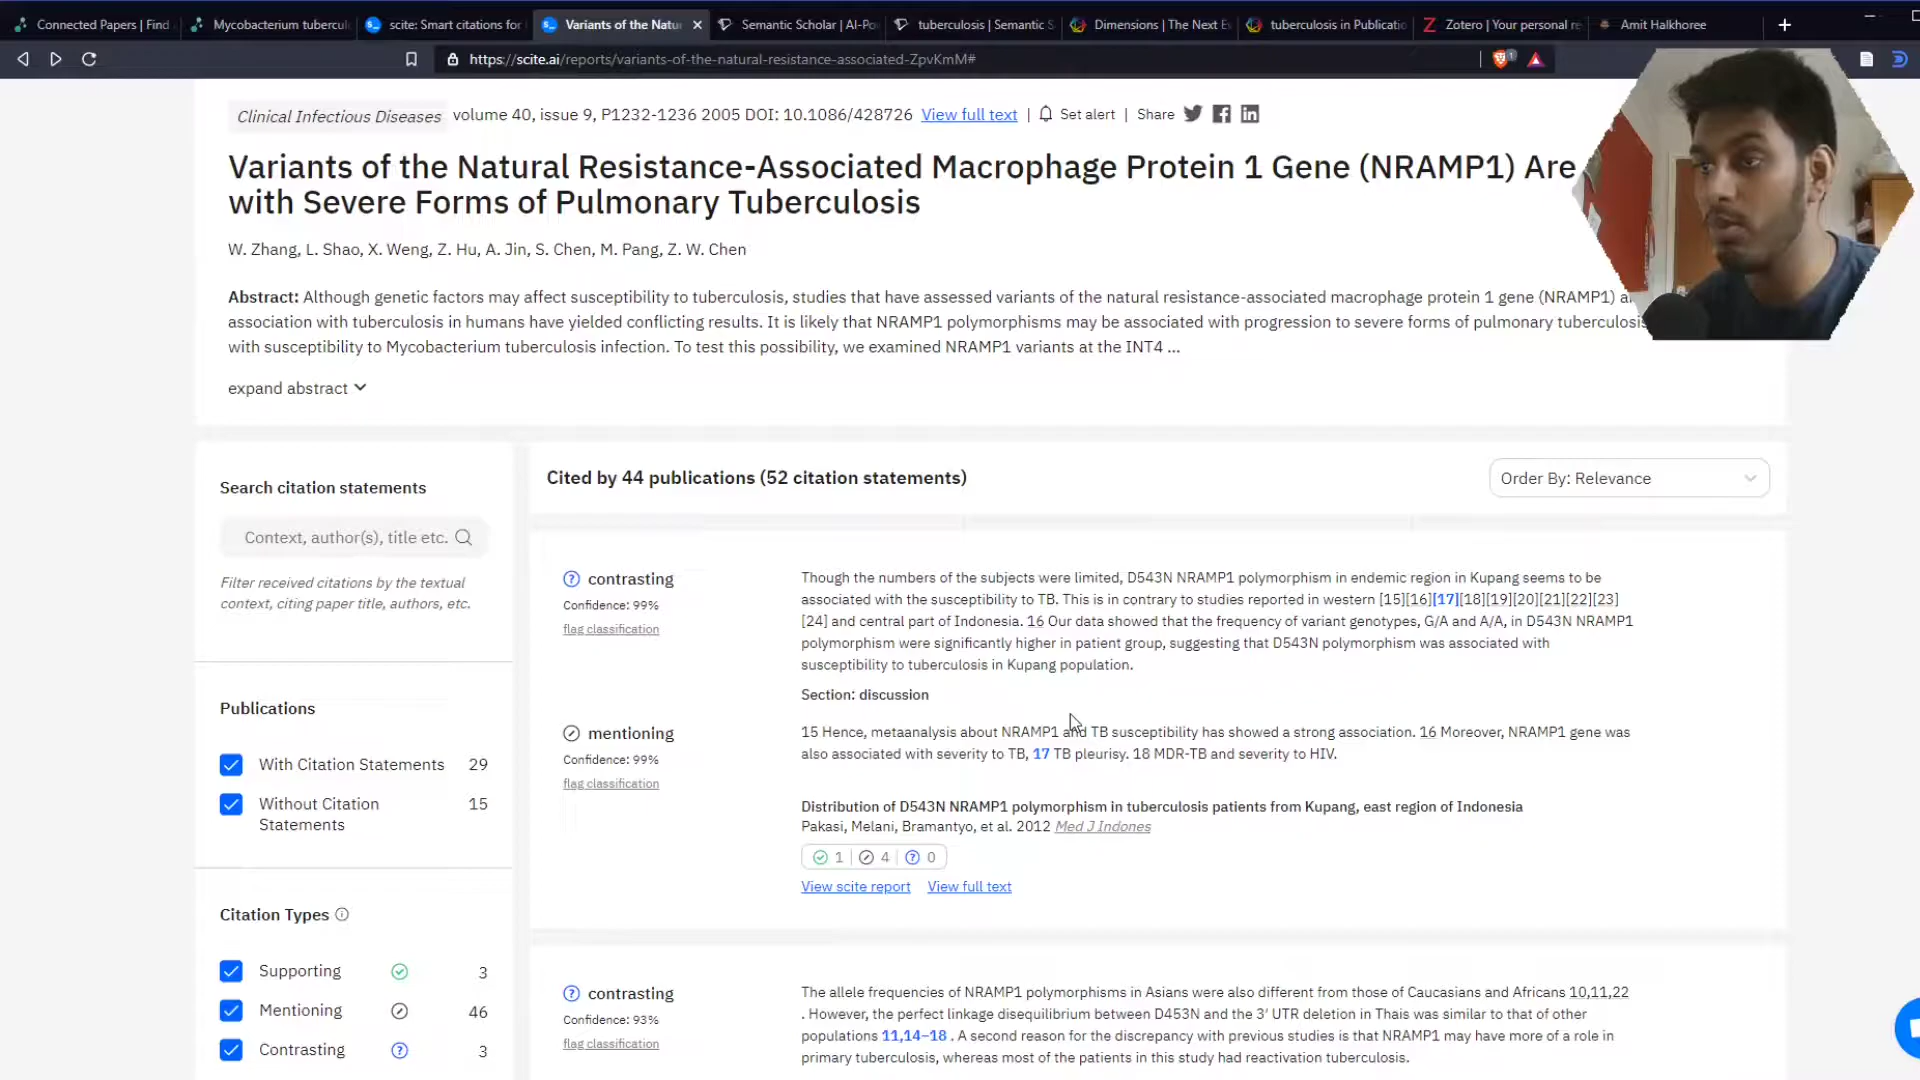 Connected Papers | Find
Mycobacterium tubercul
scite: Smart citations for
Variants of the Natu
Semantic Scholar | AI-Po
tuberculosis | Semantic S
Dimensions | The Next E
tuberculosis in Publicatio
Zotero | Your personal re
Amit Halkhoree
https://scite.ai/reports/variants-of-the-natural-resistance-associated-ZpvKmM#
Clinical Infectious Diseases volume 40, issue 9, P1232-1236 2005 DOI: 10.1086/428726 View full text | Set alert | Share
Variants of the Natural Resistance-Associated Macrophage Protein 1 Gene (NRAMP1) Are
with Severe Forms of Pulmonary Tuberculosis
W. Zhang, L. Shao, X. Weng, Z. Hu, A. Jin, S. Chen, M. Pang, Z. W. Chen
Abstract: Although genetic factors may affect susceptibility to tuberculosis, studies that have assessed variants of the natural resistance-associated macrophage protein 1 gene (NRAMP1) a
association with tuberculosis in humans have yielded conflicting results. It is likely that NRAMP1 polymorphisms may be associated with progression to severe forms of pulmonary tuberculosis
with susceptibility to Mycobacterium tuberculosis infection. To test this possibility, we examined NRAMP1 variants at the INT4 ...
expand abstract
Search citation statements
Context, author(s), title etc.
Filter received citations by the textual
context, citing paper title, authors, etc.
Publications
With Citation Statements 29
Without Citation 15
Statements
Citation Types
Supporting 3
Mentioning 46
Contrasting 3
Cited by 44 publications (52 citation statements)
Order By: Relevance
contrasting
Confidence: 99%
flag classification
Though the numbers of the subjects were limited, D543N NRAMP1 polymorphism in endemic region in Kupang seems to be
associated with the susceptibility to TB. This is in contrary to studies reported in western [15][16][17][18][19][20][21][22][23]
[24] and central part of Indonesia. 16 Our data showed that the frequency of variant genotypes, G/A and A/A, in D543N NRAMP1
polymorphism were significantly higher in patient group, suggesting that D543N polymorphism was associated with
susceptibility to tuberculosis in Kupang population.
Section: discussion
mentioning
Confidence: 99%
flag classification
15 Hence, metaanalysis about NRAMP1 and TB susceptibility has showed a strong association. 16 Moreover, NRAMP1 gene was
also associated with severity to TB, 17 TB pleurisy. 18 MDR-TB and severity to HIV.
Distribution of D543N NRAMP1 polymorphism in tuberculosis patients from Kupang, east region of Indonesia
Pakasi, Melani, Bramantyo, et al. 2012 Med J Indones
1 | 4 | 0
View scite report View full text
contrasting
Confidence: 93%
flag classification
The allele frequencies of NRAMP1 polymorphisms in Asians were also different from those of Caucasians and Africans 10,11,22
. However, the perfect linkage disequilibrium between D453N and the 3′ UTR deletion in Thais was similar to that of other
populations 11,14–18 . A second reason for the discrepancy with previous studies is that NRAMP1 may have more of a role in
primary tuberculosis, whereas most of the patients in this study had reactivation tuberculosis.